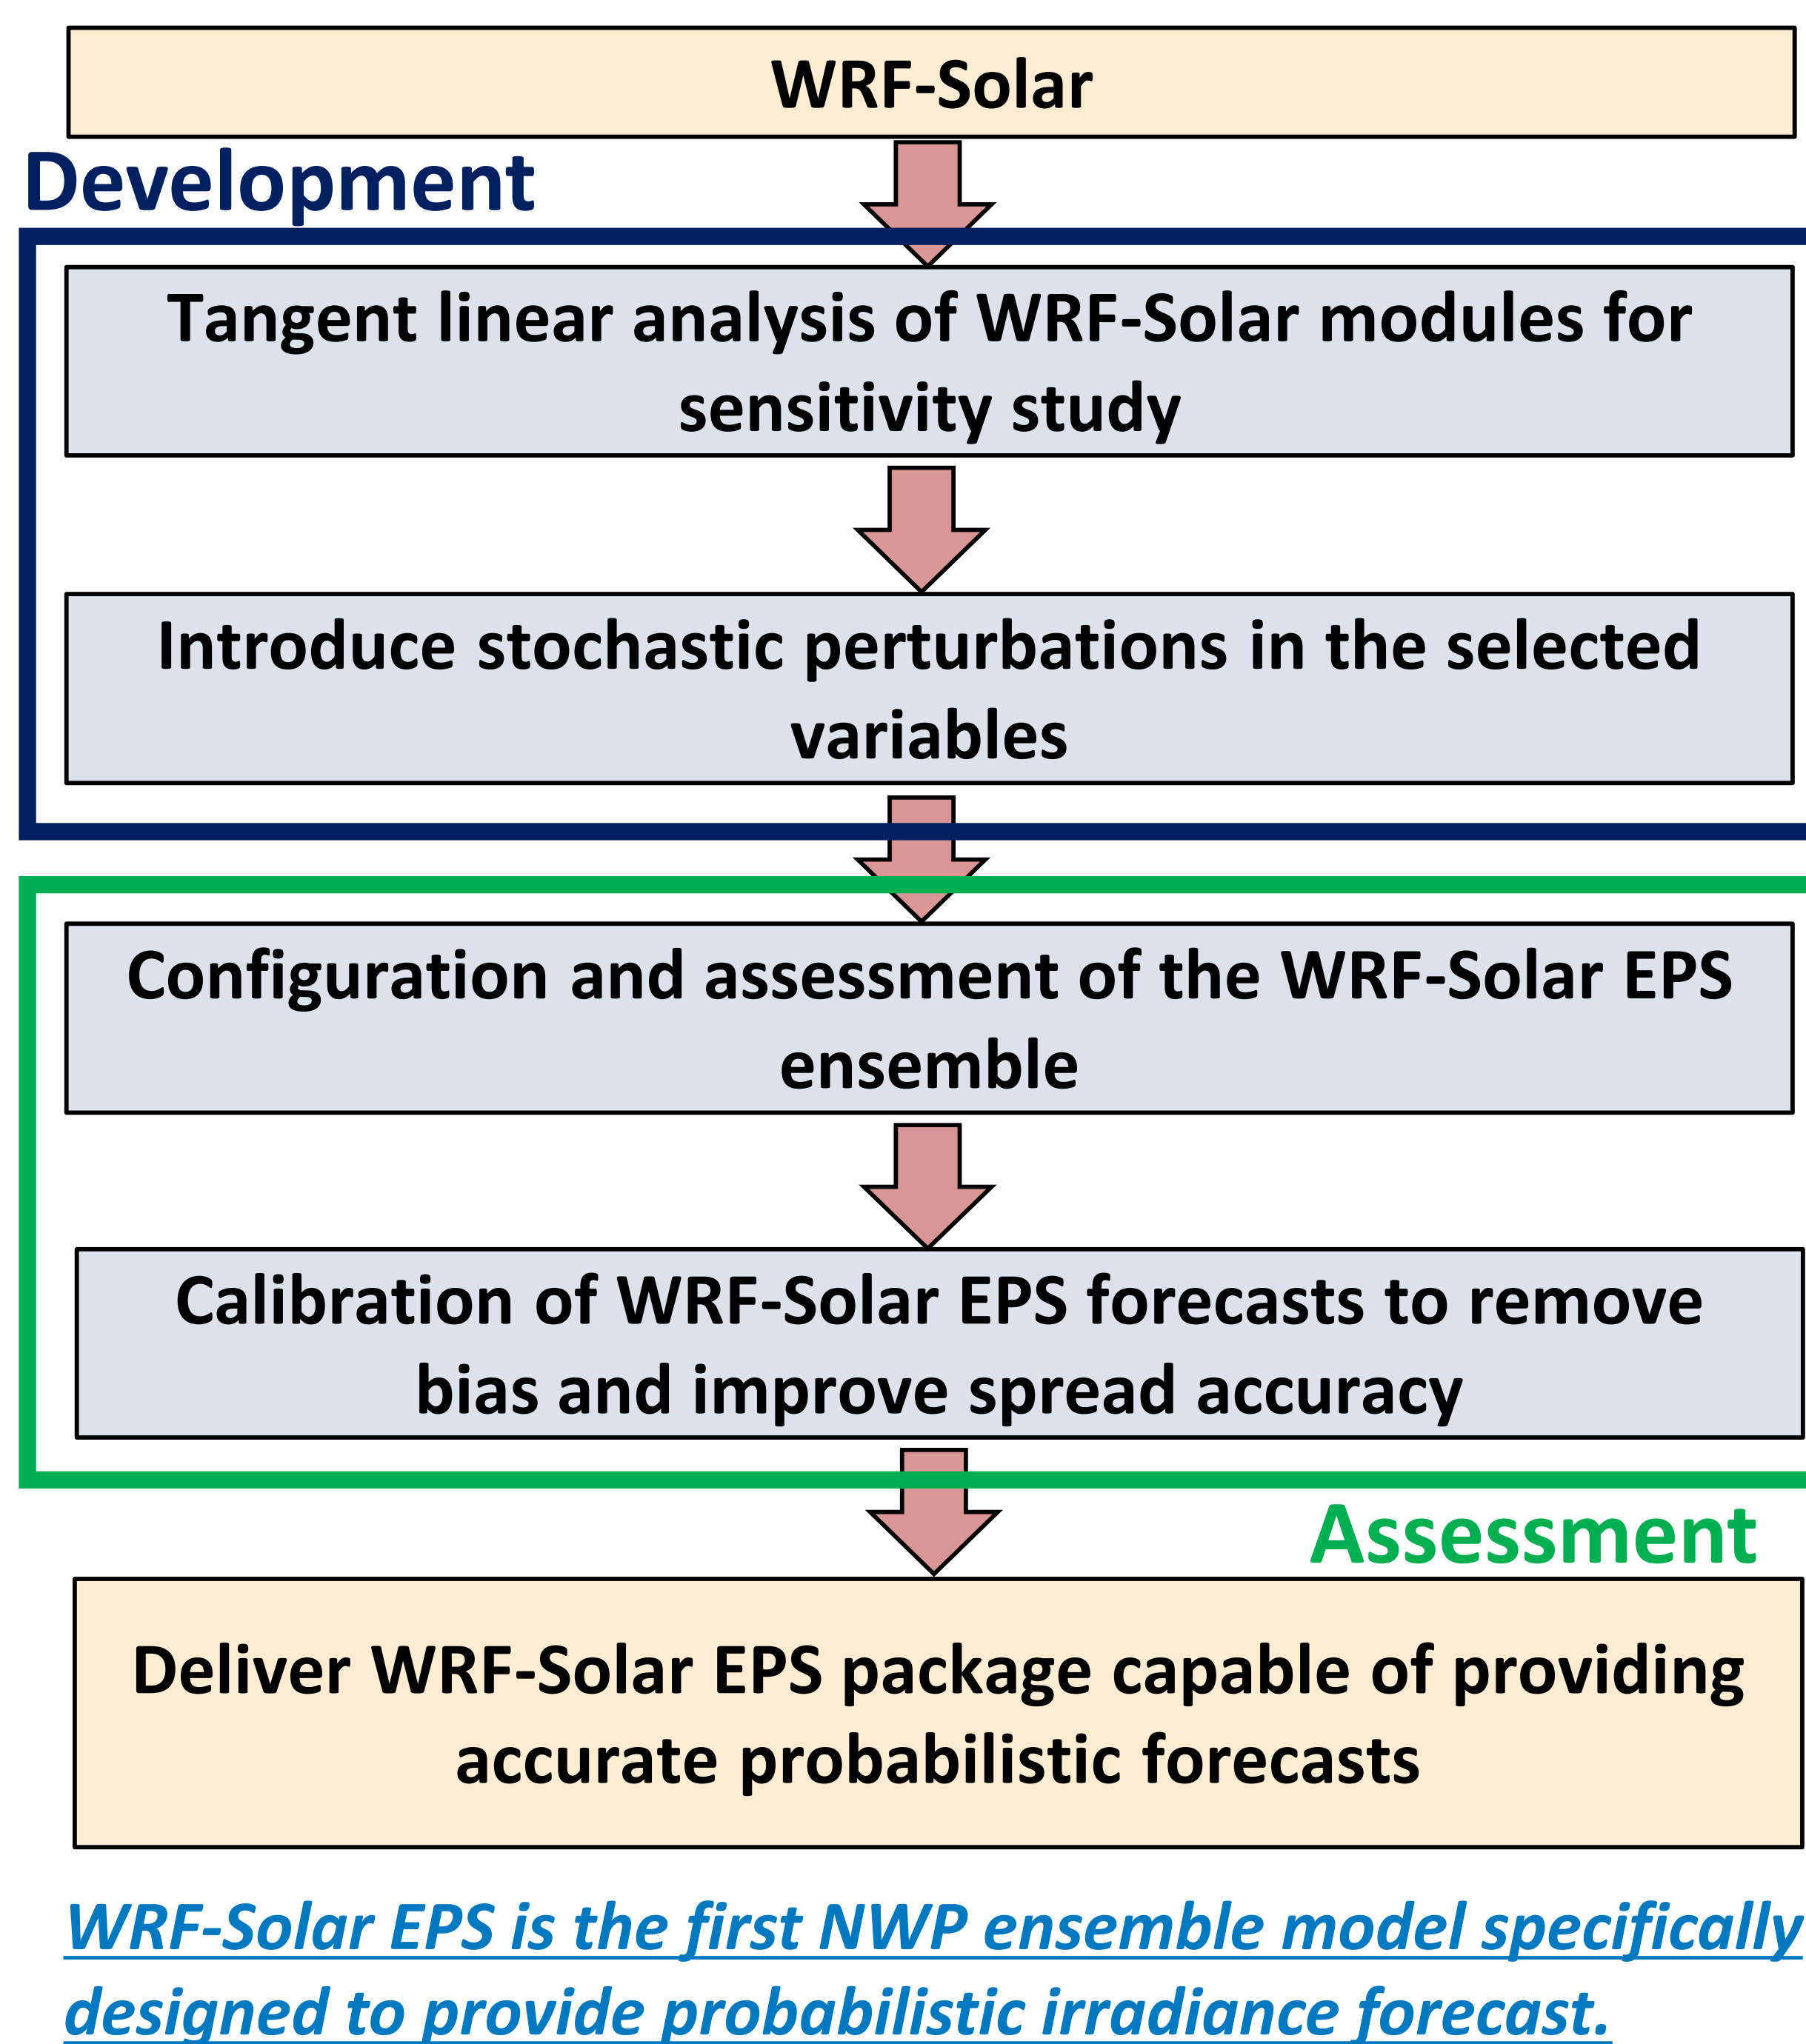 WRF-Solar
Development
Tangent linear analysis of WRF-Solar modules for
sensitivity study
Introduce stochastic perturbations in the selected
variables
Configuration and assessment of the WRF-Solar EPS
ensemble
Calibration of WRF-Solar EPS forecasts to remove
bias and improve spread accuracy
Assessment
Deliver WRF-Solar EPS package capable of providing
accurate probabilistic forecasts
WRF-Solar EPS is the first NWP ensemble model specifically
designed to provide probabilistic irradiance forecast.